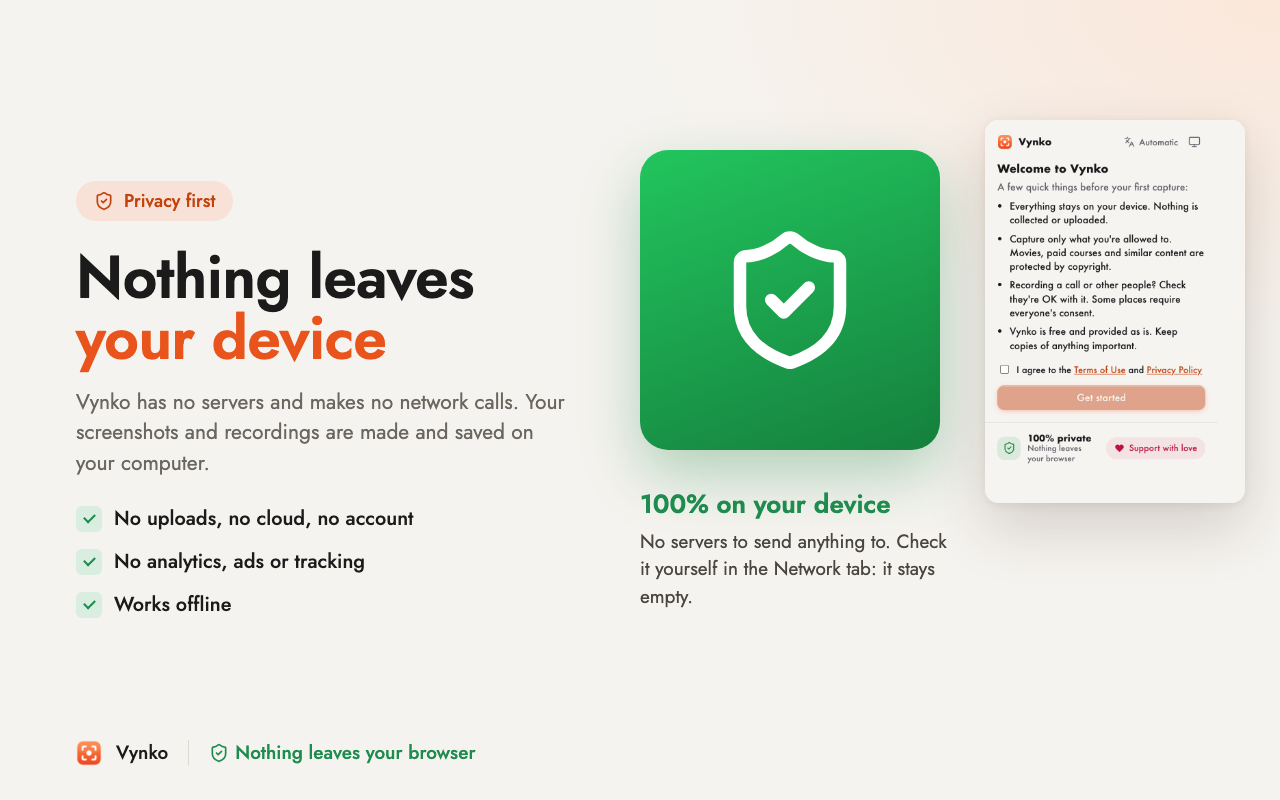 Privacy first
Nothing leaves
your device
Vynko has no servers and makes no network calls. Your
screenshots and recordings are made and saved on
your computer.
No uploads, no cloud, no account
No analytics, ads or tracking
Works offline
100% on your device
No servers to send anything to. Check
it yourself in the Network tab: it stays
empty.
Vynko
Automatic
Welcome to Vynko
A few quick things before your first capture:
• Everything stays on your device. Nothing is
collected or uploaded.
• Capture only what you're allowed to.
Movies, paid courses and similar content are
protected by copyright.
• Recording a call or other people? Check
they're OK with it. Some places require
everyone's consent.
• Vynko is free and provided as is. Keep
copies of anything important.
I agree to the Terms of Use and Privacy Policy
Get started
100% private
Nothing leaves
your browser
Support with love
Vynko
Nothing leaves your browser